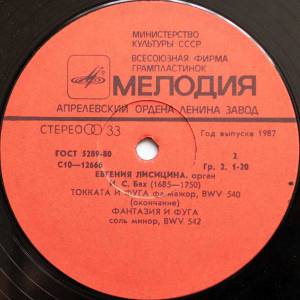 МИНИСТЕРСТВО
КУЛЬТУРЫ СССР
ВСЕСОЮЗНАЯ ФИРМА
ГРАМПЛАСТИНОК
МЕЛОДИЯ
АПРЕЛЕВСКИЙ ОРДЕНА ЛЕНИНА ЗАВОД
СТЕРЕО 33
Год выпуска 1987
ГОСТ 5289-80
2
С10—12666
Гр. 2. 1-20
ЕВГЕНИЯ ЛИСИЦИНА, орган
И. С. Бах (1685—1750)
ТОККАТА И ФУГА фа мажор, BWV 540
(окончание)
ФАНТАЗИЯ И ФУГА
соль минор, BWV 542